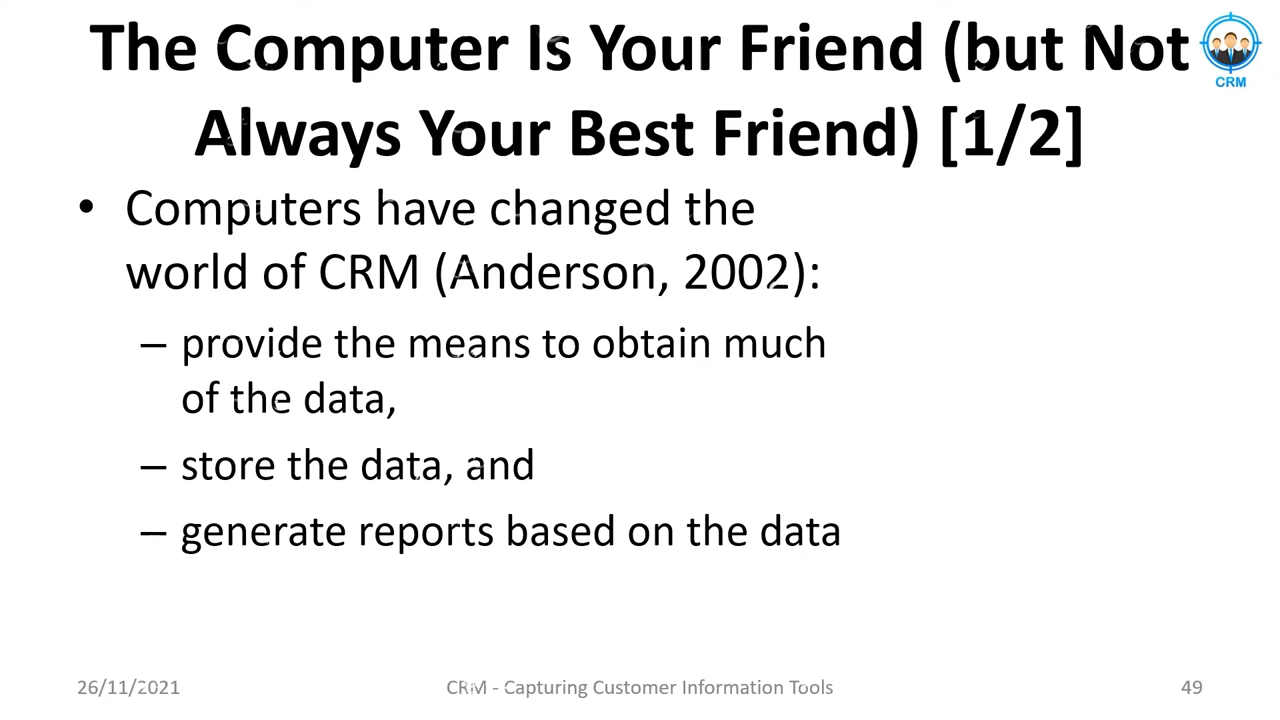 The Computer Is Your Friend (but Not
Always Your Best Friend) [1/2]
CRM
• Computers have changed the
world of CRM (Anderson, 2002):
– provide the means to obtain much
of the data,
– store the data, and
– generate reports based on the data
26/11/2021
CRM - Capturing Customer Information Tools
49